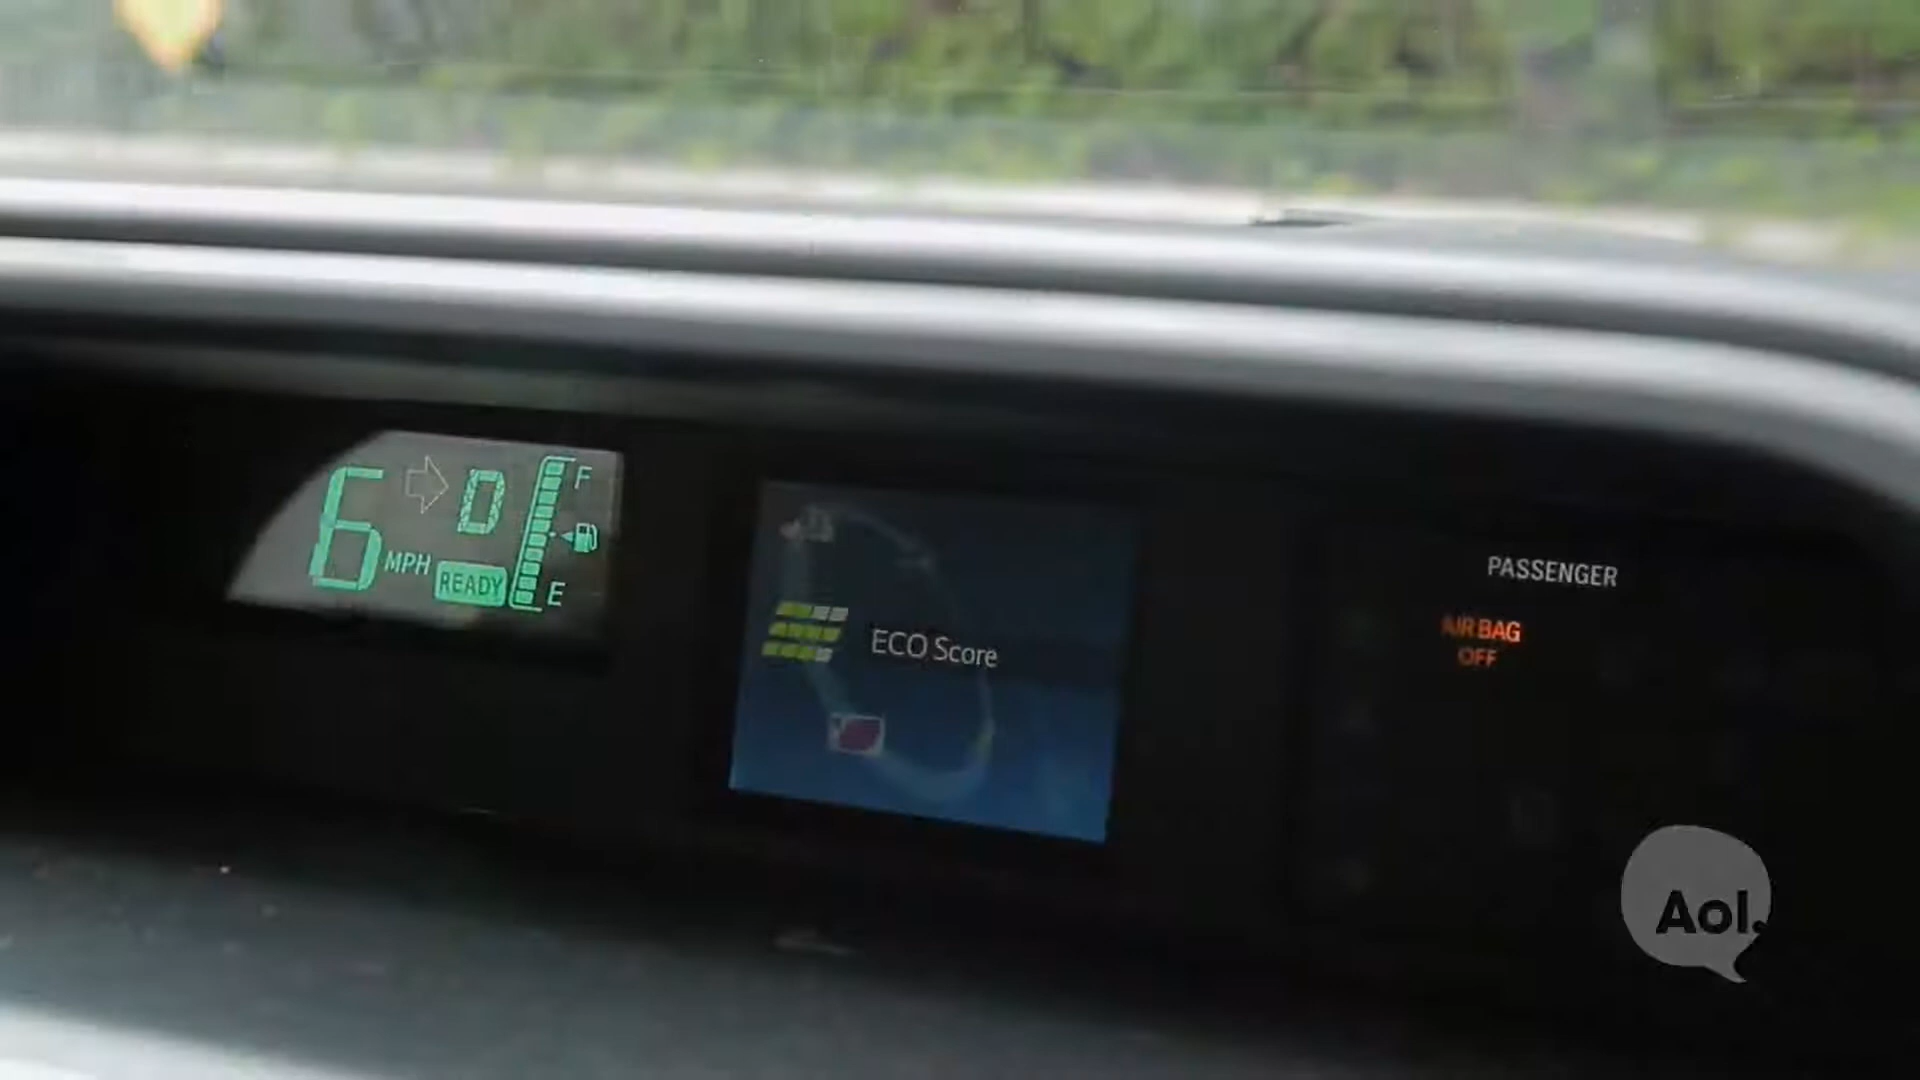 6 MPH
D
READY
F
E
ECO Score
PASSENGER
AIR BAG
OFF
Aol.